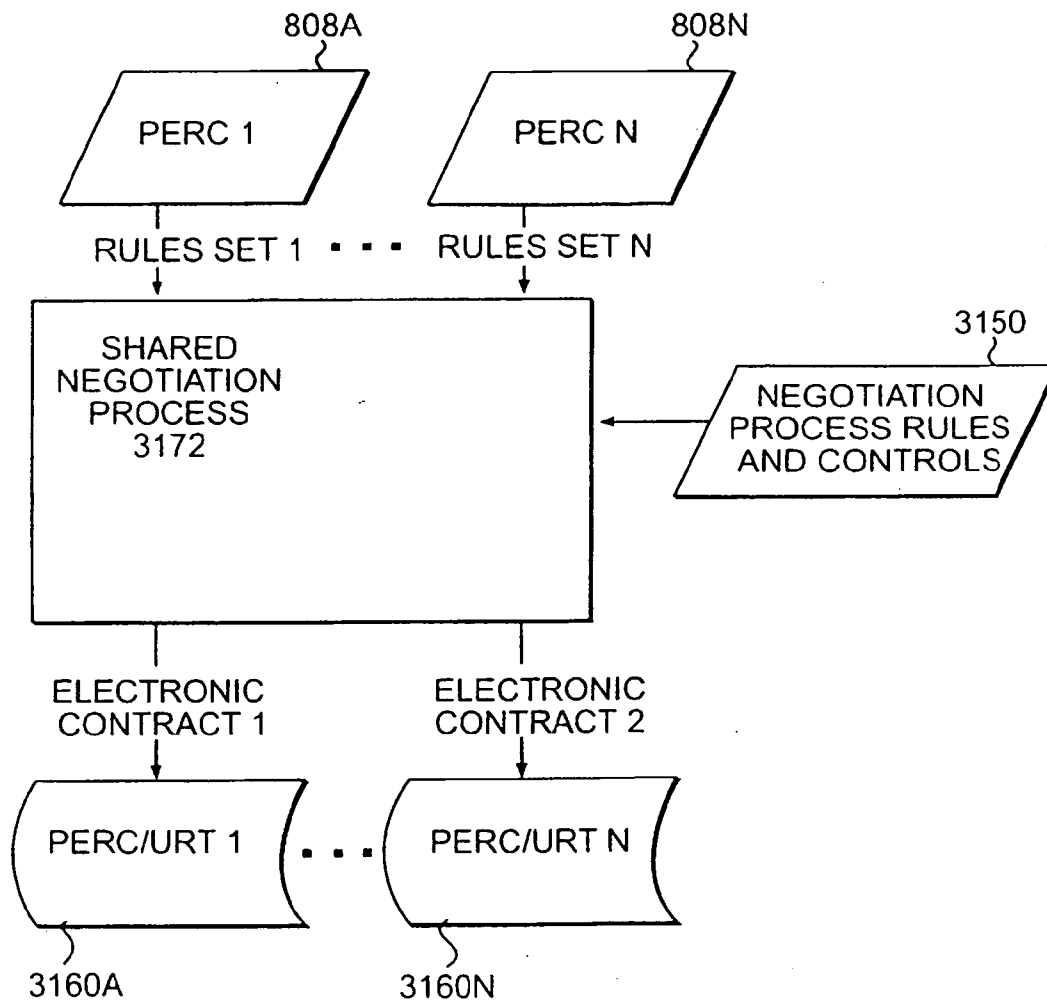 808A
808N
PERC 1
PERC N
RULES SET 1
RULES SET N
3150
SHARED
NEGOTIATION
PROCESS
3172
NEGOTIATION
PROCESS RULES
AND CONTROLS
ELECTRONIC
CONTRACT 1
ELECTRONIC
CONTRACT 2
PERC/URT 1
PERC/URT N
3160A
3160N